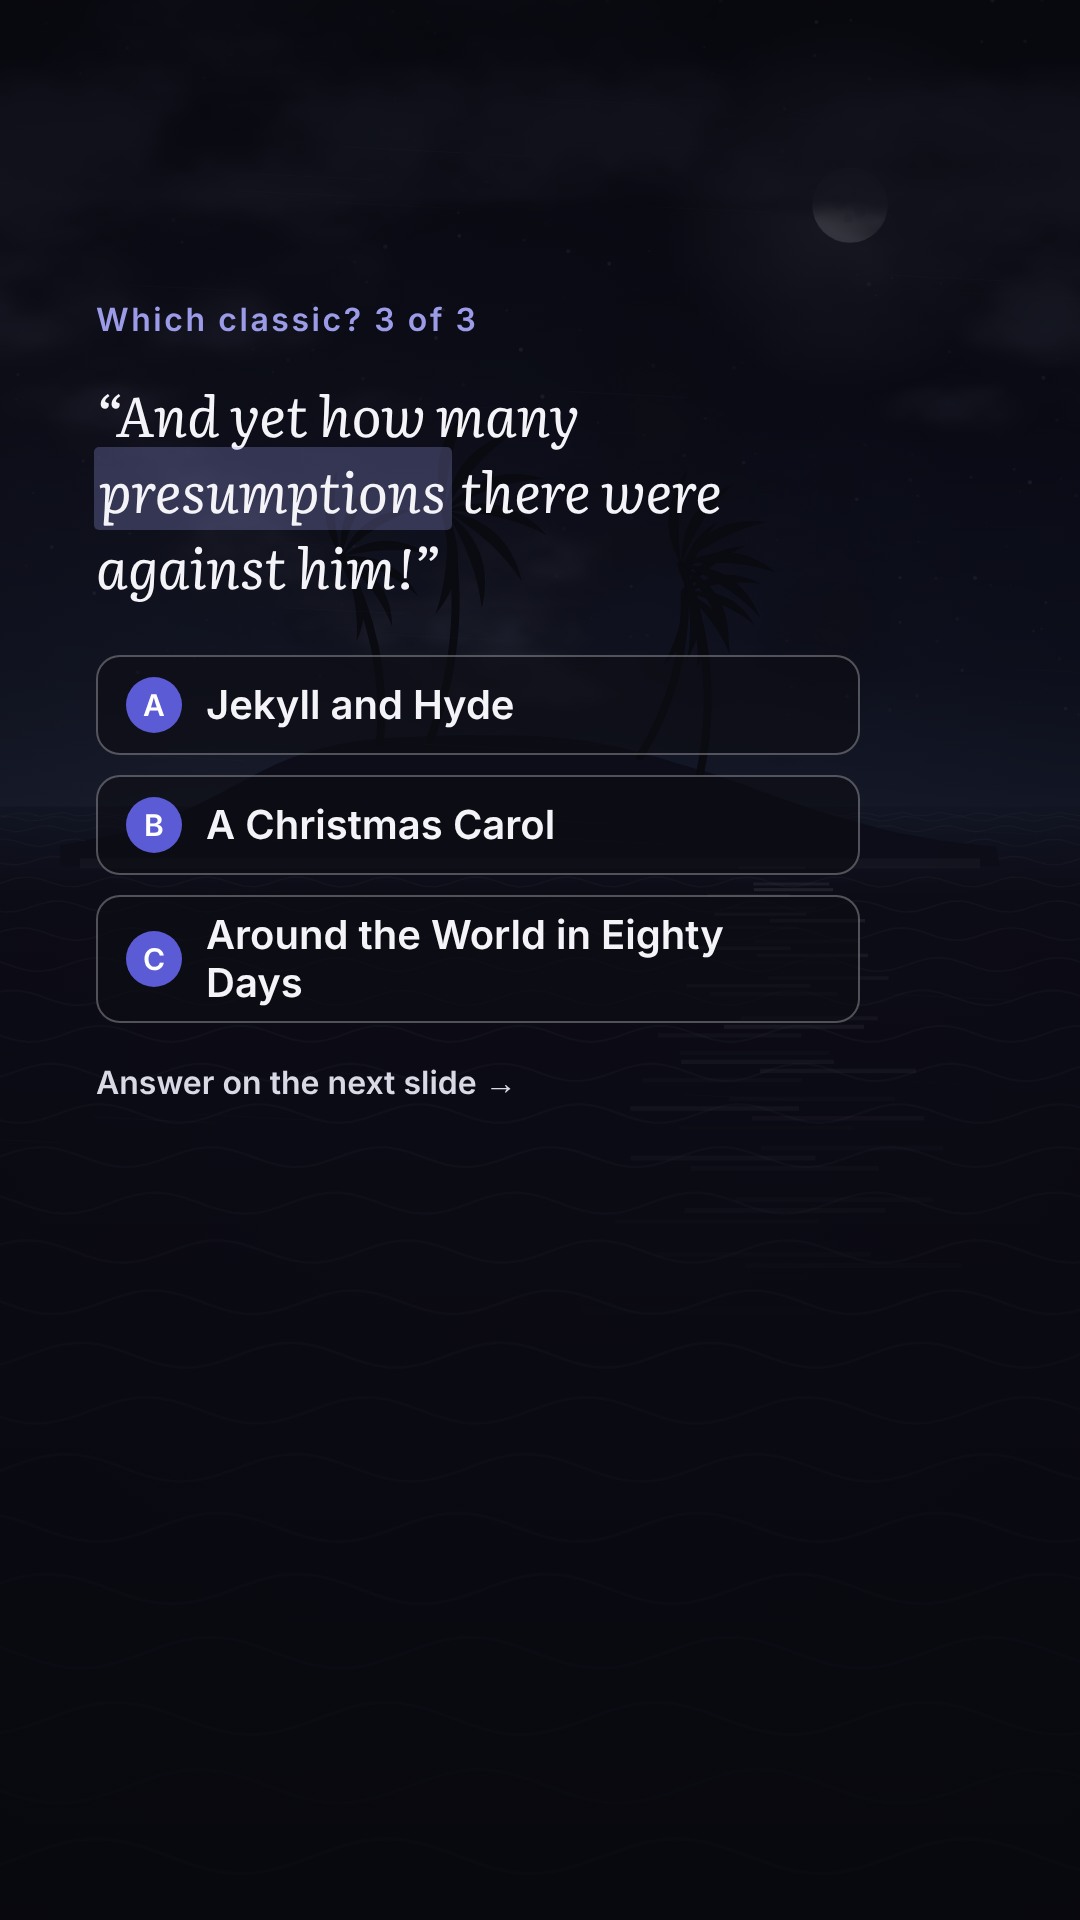 Which classic? 3 of 3
“And yet how many
presumptions there were
against him!”
A Jekyll and Hyde
B A Christmas Carol
C Around the World in Eighty
Days
Answer on the next slide →